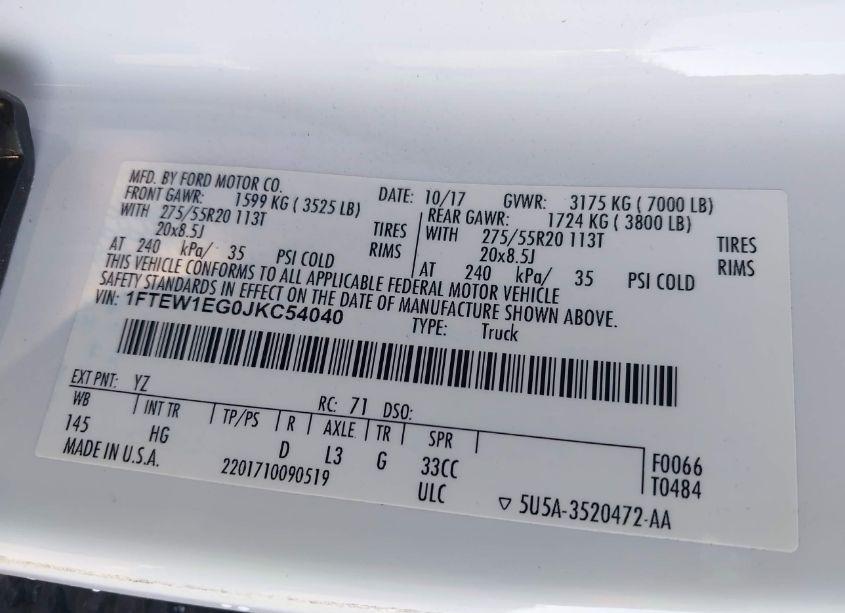 MFD. BY FORD MOTOR CO. DATE: 10/17 GVWR: 3175 KG ( 7000 LB)
FRONT GAWR: 1599 KG ( 3525 LB) REAR GAWR: 1724 KG ( 3800 LB)
WITH 275/55R20 113T TIRES WITH 275/55R20 113T TIRES
20x8.5J RIMS 20x8.5J RIMS
AT 240 kPa/ 35 PSI COLD AT 240 kPa/ 35 PSI COLD
THIS VEHICLE CONFORMS TO ALL APPLICABLE FEDERAL MOTOR VEHICLE
SAFETY STANDARDS IN EFFECT ON THE DATE OF MANUFACTURE SHOWN ABOVE.
VIN: 1FTEW1EG0JKC54040 TYPE: Truck
EXT PNT: YZ RC: 71 DSO:
WB INT TR TP/PS R AXLE TR SPR
145 HG D L3 G 33CC F0066
MADE IN U.S.A. 2201710090519 ULC T0484
▽ 5U5A-3520472-AA